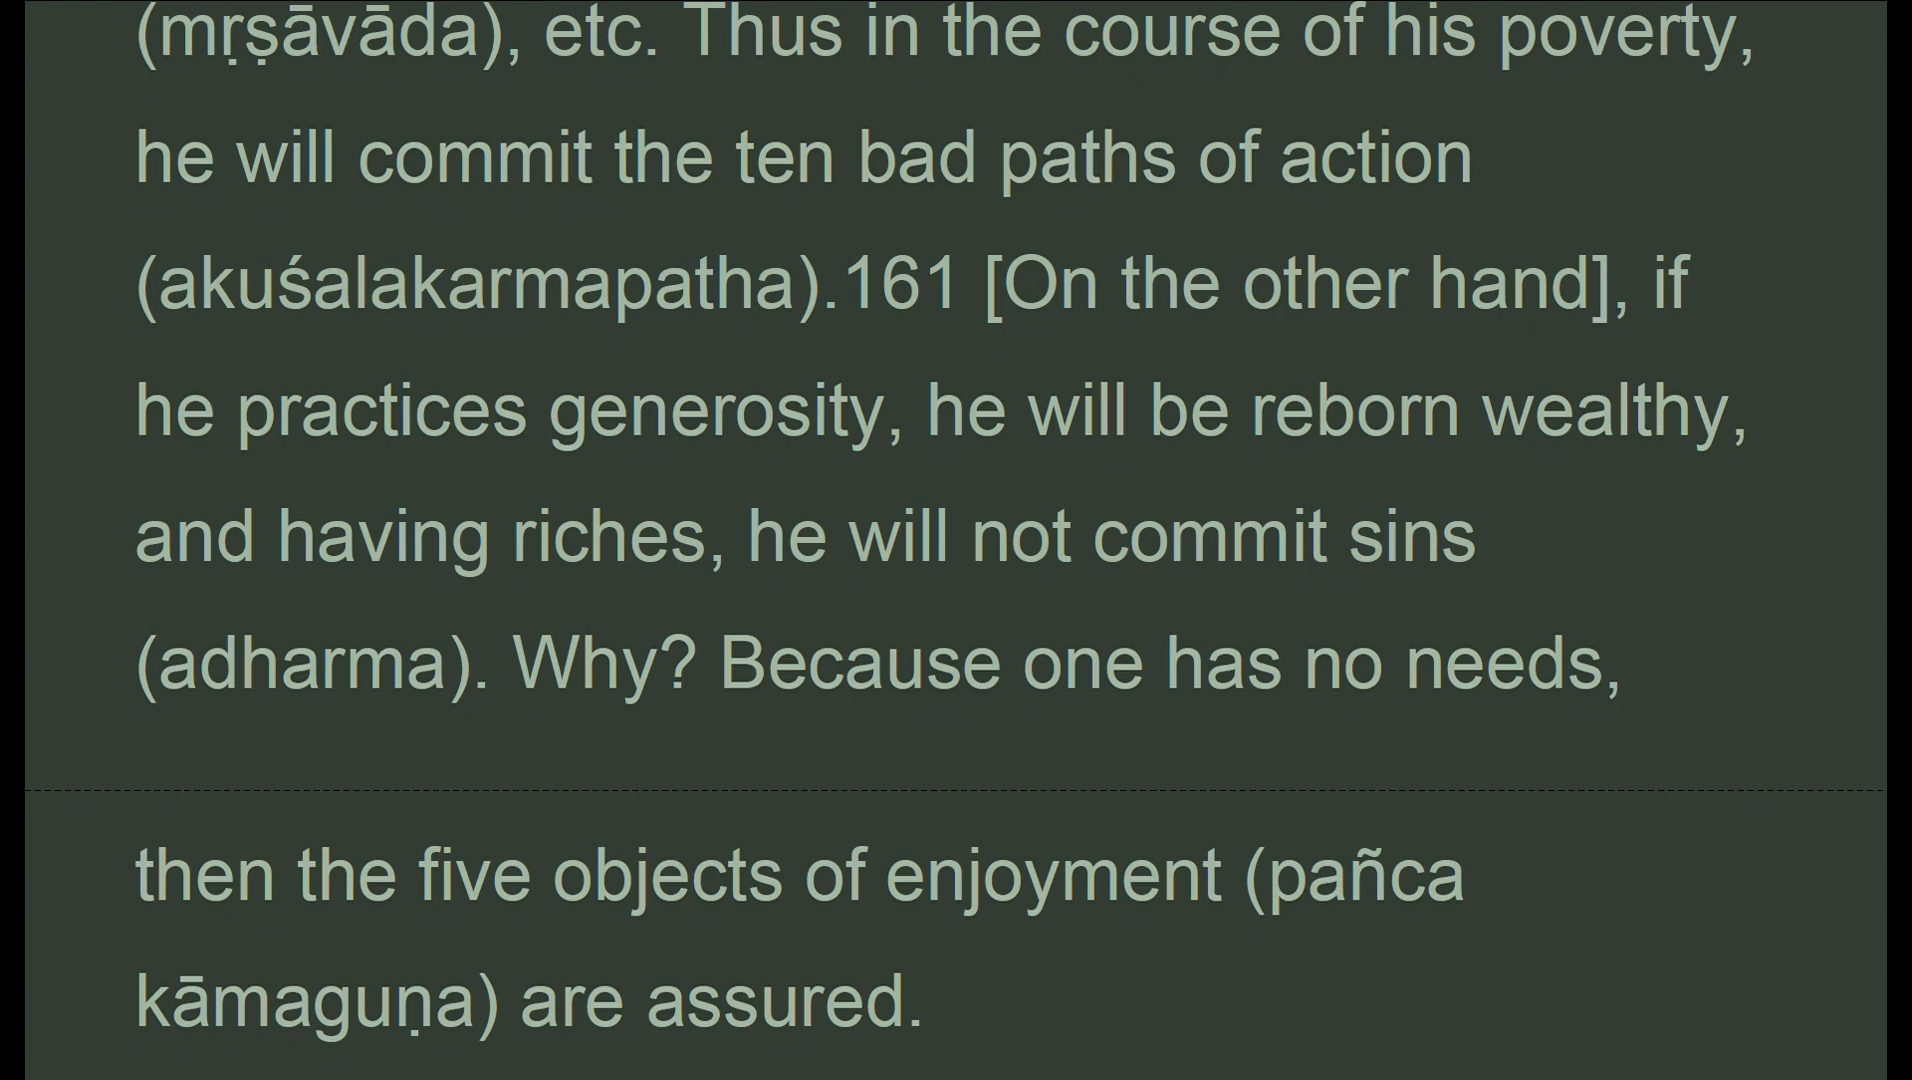 (mṛṣāvāda), etc. Thus in the course of his poverty,
he will commit the ten bad paths of action
(akuśalakarmapatha).161 [On the other hand], if
he practices generosity, he will be reborn wealthy,
and having riches, he will not commit sins
(adharma). Why? Because one has no needs,
then the five objects of enjoyment (pañca
kāmaguṇa) are assured.